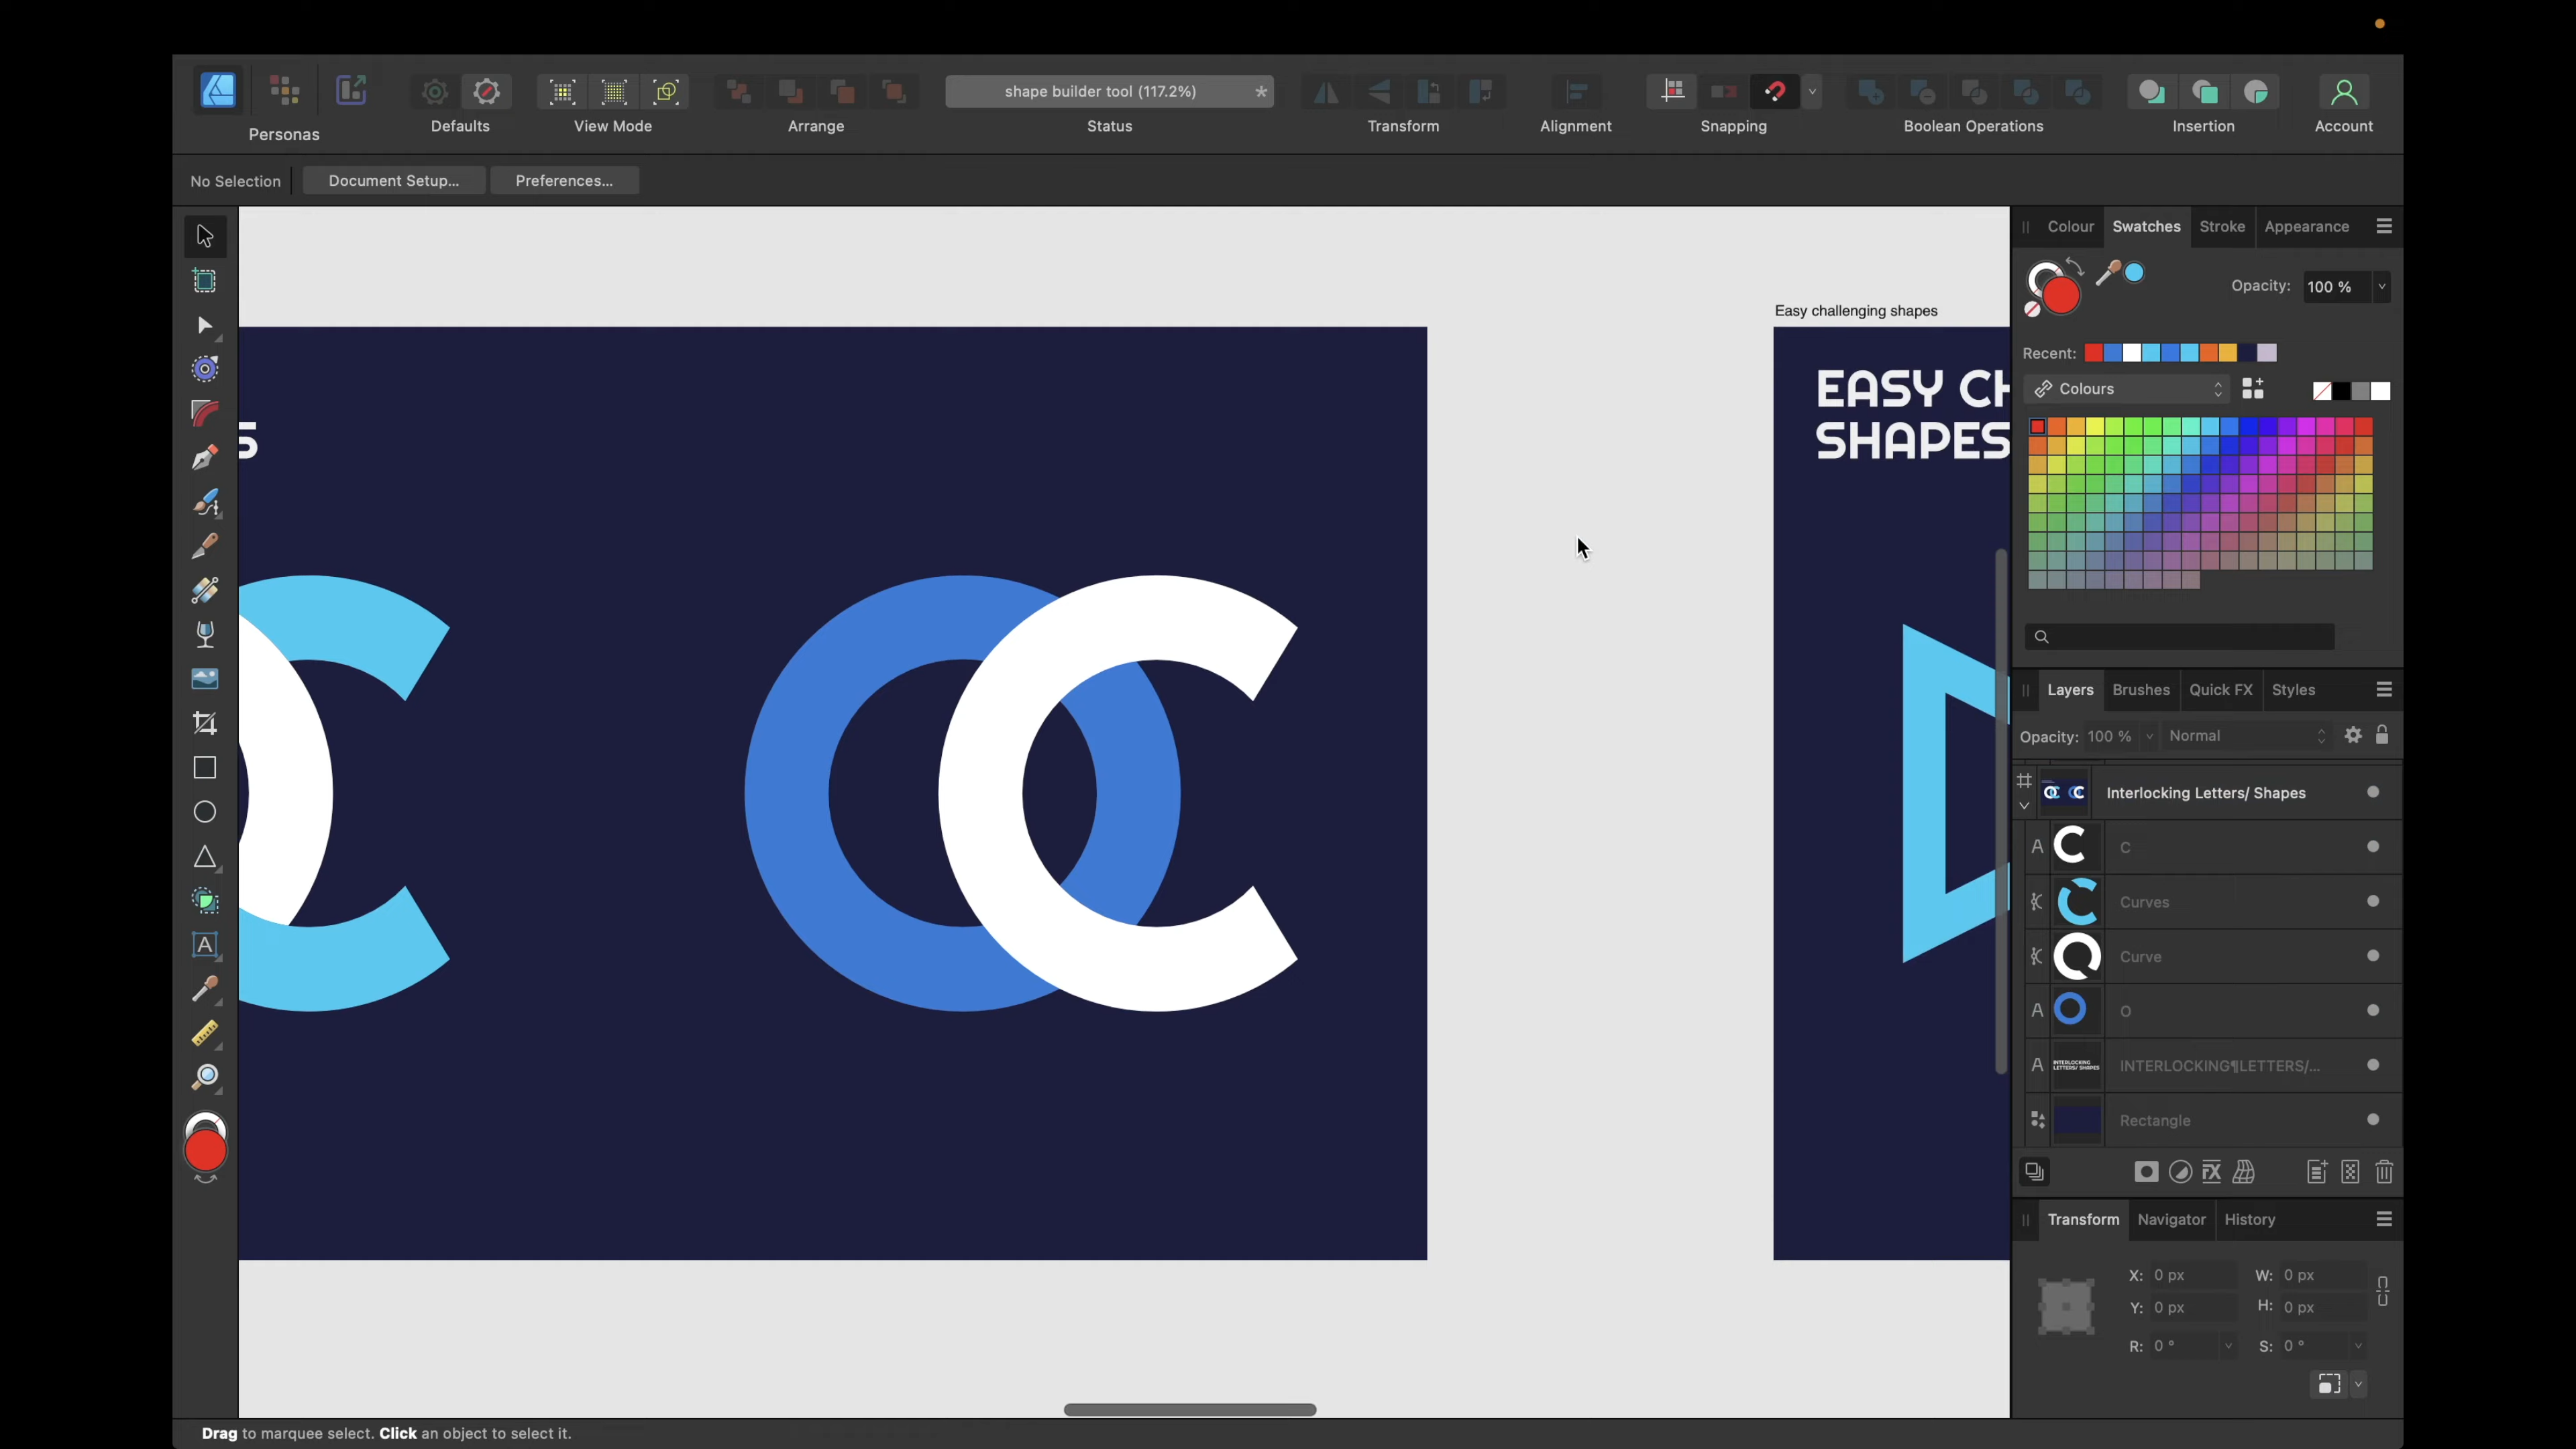 shape builder tool (117.2%)
*
Personas
Defaults
View Mode
Arrange
Status
Transform
Alignment
Snapping
Boolean Operations
Insertion
Account
No Selection
Document Setup...
Preferences...
Colour
Swatches
Stroke
Appearance
Opacity:
100 %
Recent:
Colours
Easy challenging shapes
EASY CH
SHAPES
S
OC
C
Layers
Brushes
Quick FX
Styles
Opacity: 100 %
Normal
Interlocking Letters/ Shapes
A C
Curves
Curve
A O
A INTERLOCKING LETTERS/ SHAPES INTERLOCKING¶LETTERS/...
Rectangle
A
Transform
Navigator
History
X: 0 px
W: 0 px
Y: 0 px
H: 0 px
R: 0 °
S: 0 °
Drag to marquee select. Click an object to select it.